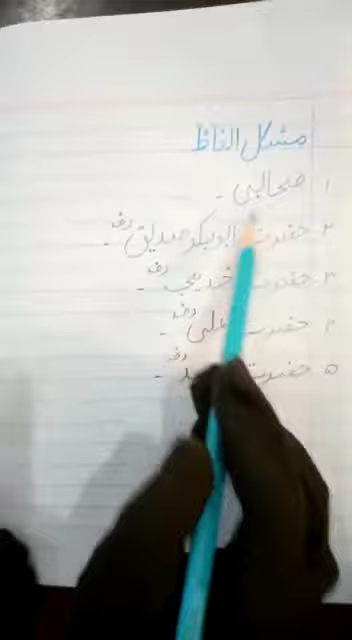 مشکل الفاظ
۱ صحابی -
۲ حضرت ابوبکر صدیق رضہ -
۳ حضرت خدیجہ رضہ -
۴ حضرت علی رضہ -
۵ حضرت رضہ -